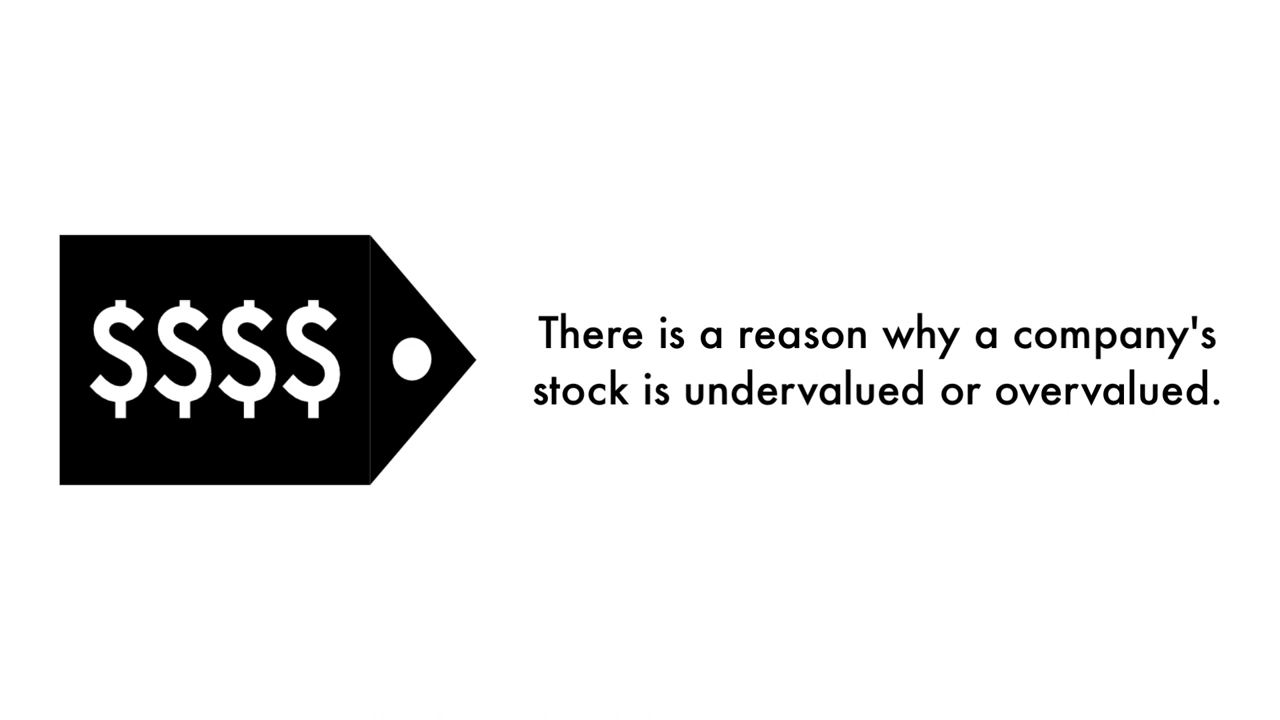 $$$$
There is a reason why a company's
stock is undervalued or overvalued.